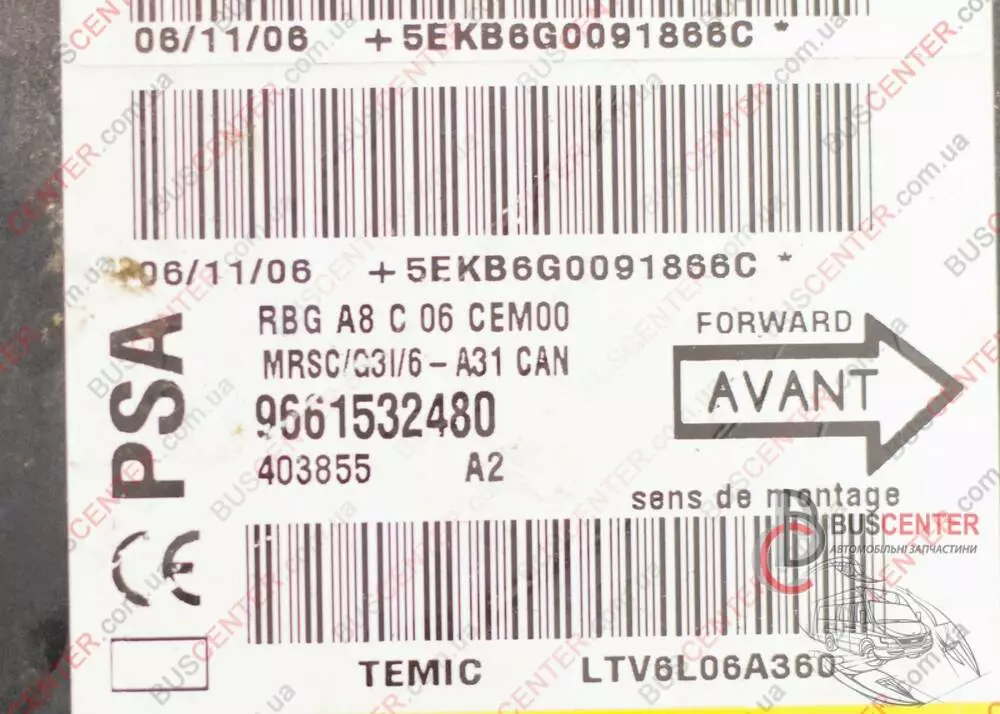 06/11/06 +5EKB6G0091866C *
06/11/06 +5EKB6G0091866C *
PSA
RBG A8 C 06 CEM00
MRSC/G3I/6-A31 CAN
9661532480
403855 A2
FORWARD
AVANT
sens de montage
CE
TEMIC LTV6L06A360
BUSCENTER
АВТОМОБІЛЬНІ ЗАПЧАСТИНИ
BUSCENTER.com.ua